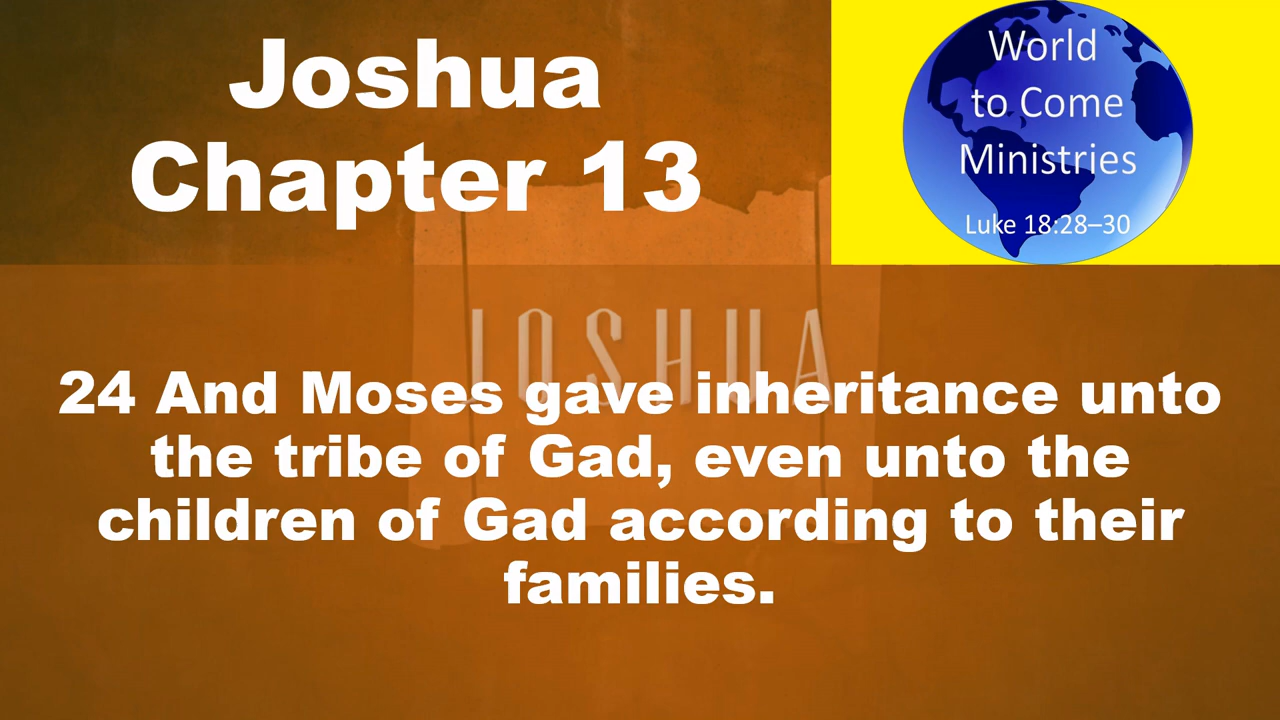 Joshua
Chapter 13
World
to Come
Ministries
Luke 18:28–30
JOSHUA
24 And Moses gave inheritance unto
the tribe of Gad, even unto the
children of Gad according to their
families.